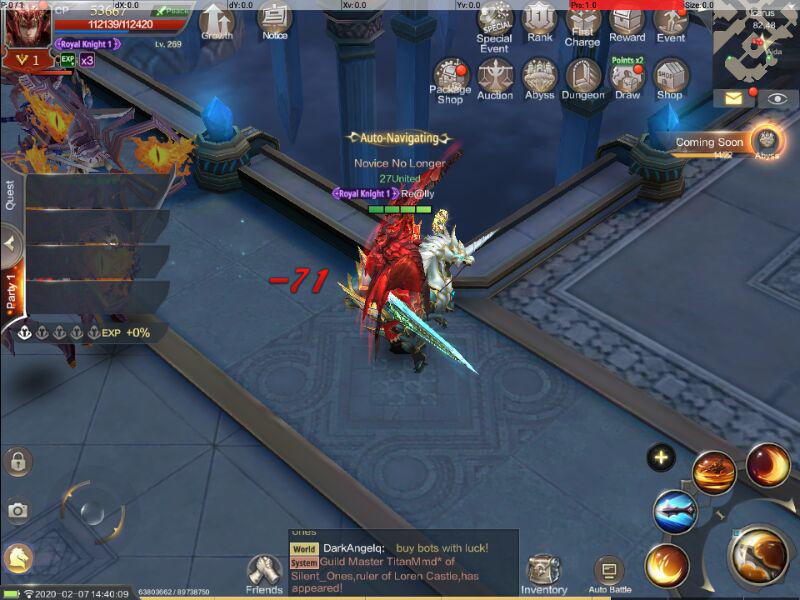 P:0 / 1
dX:0.0
dY:0.0
Xv:0.0
Yv:0.0
Prs:1.0
Size:0.0
CP 53667
Peace
112139/112420
Royal Knight 1
Lv. 269
1
EXP x3
Growth
Notice
SPECIAL
Special Event
Rank
First Charge
Reward
Event
Icarus
Package Shop
Auction
Abyss
Dungeon
Points x2
Draw
Shop
Coming Soon
Abyss
Auto-Navigating
Novice No Longer
27United
Royal Knight 1 Re@lly
-71
Quest
Party 1
EXP +0%
World DarkAngelq: buy bots with luck!
System Guild Master TitanMmd* of
Silent_Ones,ruler of Loren Castle,has
appeared!
Friends
Inventory
Auto Battle
2020-02-07 14:40:09
63803662 / 89738750